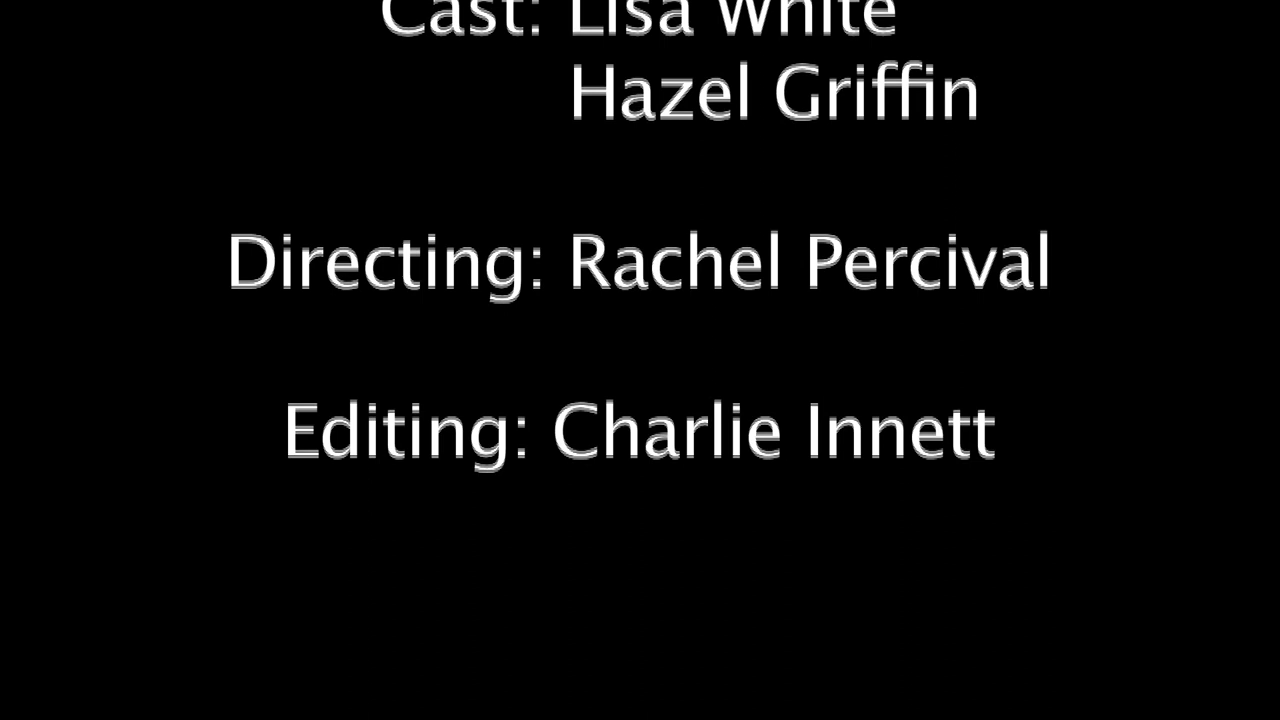 Cast: Lisa White
Hazel Griffin
Directing: Rachel Percival
Editing: Charlie Innett